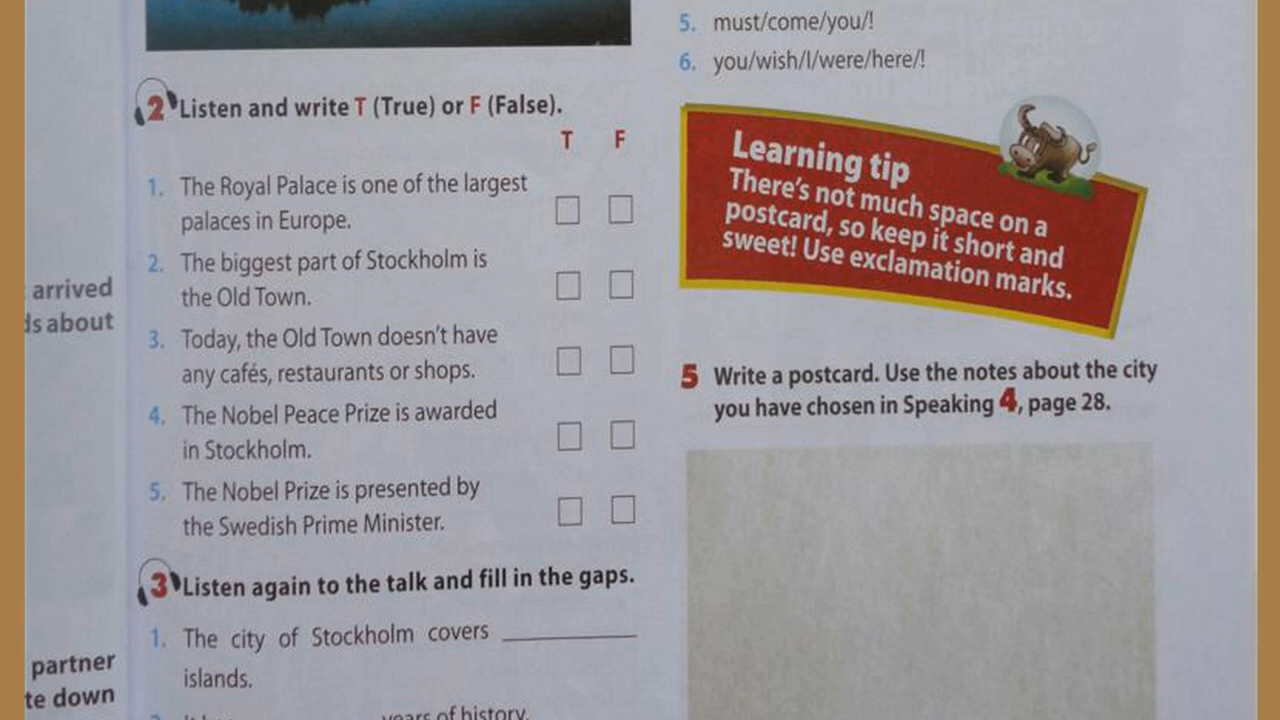 arrived
about
partner
down
2 Listen and write T (True) or F (False).
T F
1. The Royal Palace is one of the largest
palaces in Europe.
2. The biggest part of Stockholm is
the Old Town.
3. Today, the Old Town doesn't have
any cafés, restaurants or shops.
4. The Nobel Peace Prize is awarded
in Stockholm.
5. The Nobel Prize is presented by
the Swedish Prime Minister.
3 Listen again to the talk and fill in the gaps.
1. The city of Stockholm covers ________
islands.
years of history.
5. must/come/you/!
6. you/wish/I/were/here/!
Learning tip
There's not much space on a
postcard, so keep it short and
sweet! Use exclamation marks.
5 Write a postcard. Use the notes about the city
you have chosen in Speaking 4, page 28.